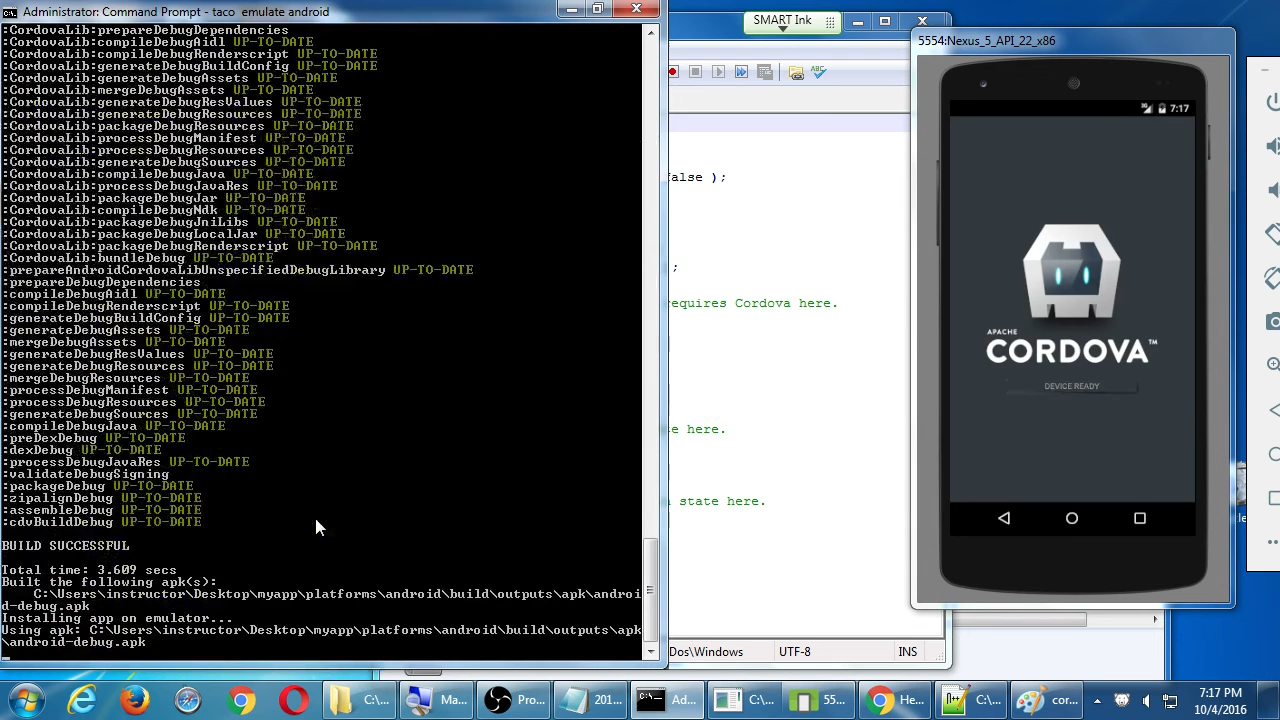 Administrator: Command Prompt - taco  emulate android
:CordovaLib:prepareDebugDependencies
:CordovaLib:compileDebugAidl UP-TO-DATE
:CordovaLib:compileDebugRenderscript UP-TO-DATE
:CordovaLib:generateDebugBuildConfig UP-TO-DATE
:CordovaLib:generateDebugAssets UP-TO-DATE
:CordovaLib:mergeDebugAssets UP-TO-DATE
:CordovaLib:generateDebugResValues UP-TO-DATE
:CordovaLib:generateDebugResources UP-TO-DATE
:CordovaLib:packageDebugResources UP-TO-DATE
:CordovaLib:processDebugManifest UP-TO-DATE
:CordovaLib:processDebugResources UP-TO-DATE
:CordovaLib:generateDebugSources UP-TO-DATE
:CordovaLib:compileDebugJava UP-TO-DATE
:CordovaLib:processDebugJavaRes UP-TO-DATE
:CordovaLib:packageDebugJar UP-TO-DATE
:CordovaLib:compileDebugNdk UP-TO-DATE
:CordovaLib:packageDebugJniLibs UP-TO-DATE
:CordovaLib:packageDebugLocalJar UP-TO-DATE
:CordovaLib:packageDebugRenderscript UP-TO-DATE
:CordovaLib:bundleDebug UP-TO-DATE
:prepareAndroidCordovaLibUnspecifiedDebugLibrary UP-TO-DATE
:prepareDebugDependencies
:compileDebugAidl UP-TO-DATE
:compileDebugRenderscript UP-TO-DATE
:generateDebugBuildConfig UP-TO-DATE
:generateDebugAssets UP-TO-DATE
:mergeDebugAssets UP-TO-DATE
:generateDebugResValues UP-TO-DATE
:generateDebugResources UP-TO-DATE
:mergeDebugResources UP-TO-DATE
:processDebugManifest UP-TO-DATE
:processDebugResources UP-TO-DATE
:generateDebugSources UP-TO-DATE
:compileDebugJava UP-TO-DATE
:preDexDebug UP-TO-DATE
:dexDebug UP-TO-DATE
:processDebugJavaRes UP-TO-DATE
:validateDebugSigning
:packageDebug UP-TO-DATE
:zipalignDebug UP-TO-DATE
:assembleDebug UP-TO-DATE
:cdvBuildDebug UP-TO-DATE
BUILD SUCCESSFUL
Total time: 3.609 secs
Built the following apk(s):
C:\Users\instructor\Desktop\myapp\platforms\android\build\outputs\apk\androi
d-debug.apk
Installing app on emulator...
Using apk: C:\Users\instructor\Desktop\myapp\platforms\android\build\outputs\apk
\android-debug.apk
SMART Ink
ABC
alse );
;
requires Cordova here.
e here.
n state here.
Dos\Windows
UTF-8
INS
5554:Nexus_5_API_22_x86
3G
7:17
APACHE
CORDOVA™
DEVICE READY
le
C:\...
Ma...
Pro...
201...
Ad...
C:\...
55...
He...
C:\...
cor...
7:17 PM
10/4/2016